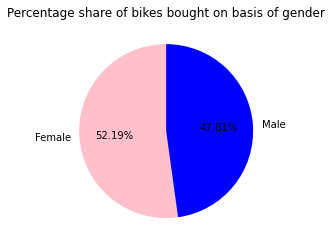 Percentage share of bikes bought on basis of gender
Female
52.19%
47.81%
Male